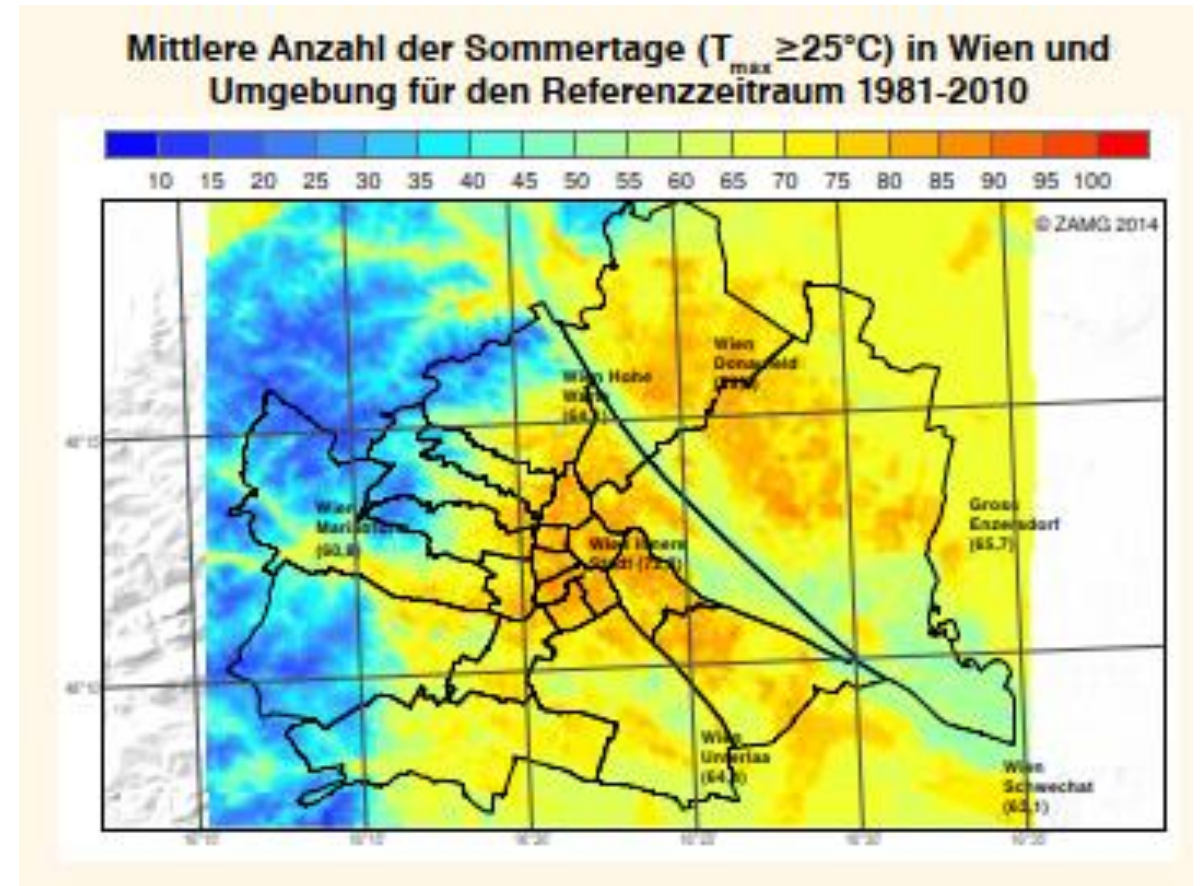 Mittlere Anzahl der Sommertage (Tmax ≥25°C) in Wien und
Umgebung für den Referenzzeitraum 1981-2010
10 15 20 25 30 35 40 45 50 55 60 65 70 75 80 85 90 95 100
© ZAMG 2014
Wien
Donaufeld
Wien Hohe
Warte
Wien
Mariabrunn
(60.8)
Wien Innere
Stadt
Gross
Enzersdorf
(65.7)
Wien
Unterlaa
Wien
Schwechat